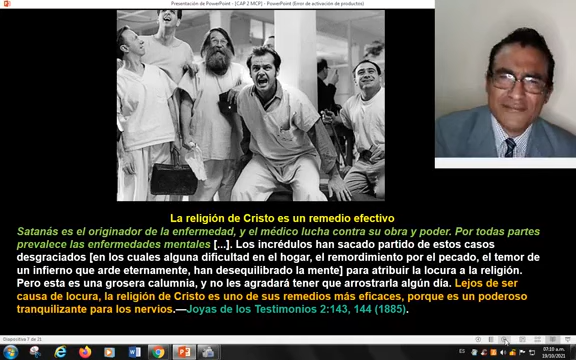 Presentación de PowerPoint - [CAP 2 MCP] - PowerPoint (Error de activación de productos)
La religión de Cristo es un remedio efectivo
Satanás es el originador de la enfermedad, y el médico lucha contra su obra y poder. Por todas partes
prevalece las enfermedades mentales [...]. Los incrédulos han sacado partido de estos casos
desgraciados [en los cuales alguna dificultad en el hogar, el remordimiento por el pecado, el temor de
un infierno que arde eternamente, han desequilibrado la mente] para atribuir la locura a la religión.
Pero esta es una grosera calumnia, y no les agradará tener que arrostrarla algún día. Lejos de ser
causa de locura, la religión de Cristo es uno de sus remedios más eficaces, porque es un poderoso
tranquilizante para los nervios.—Joyas de los Testimonios 2:143, 144 (1885).
Diapositiva 7 de 21
ES
07:10 a.m.
19/10/2021